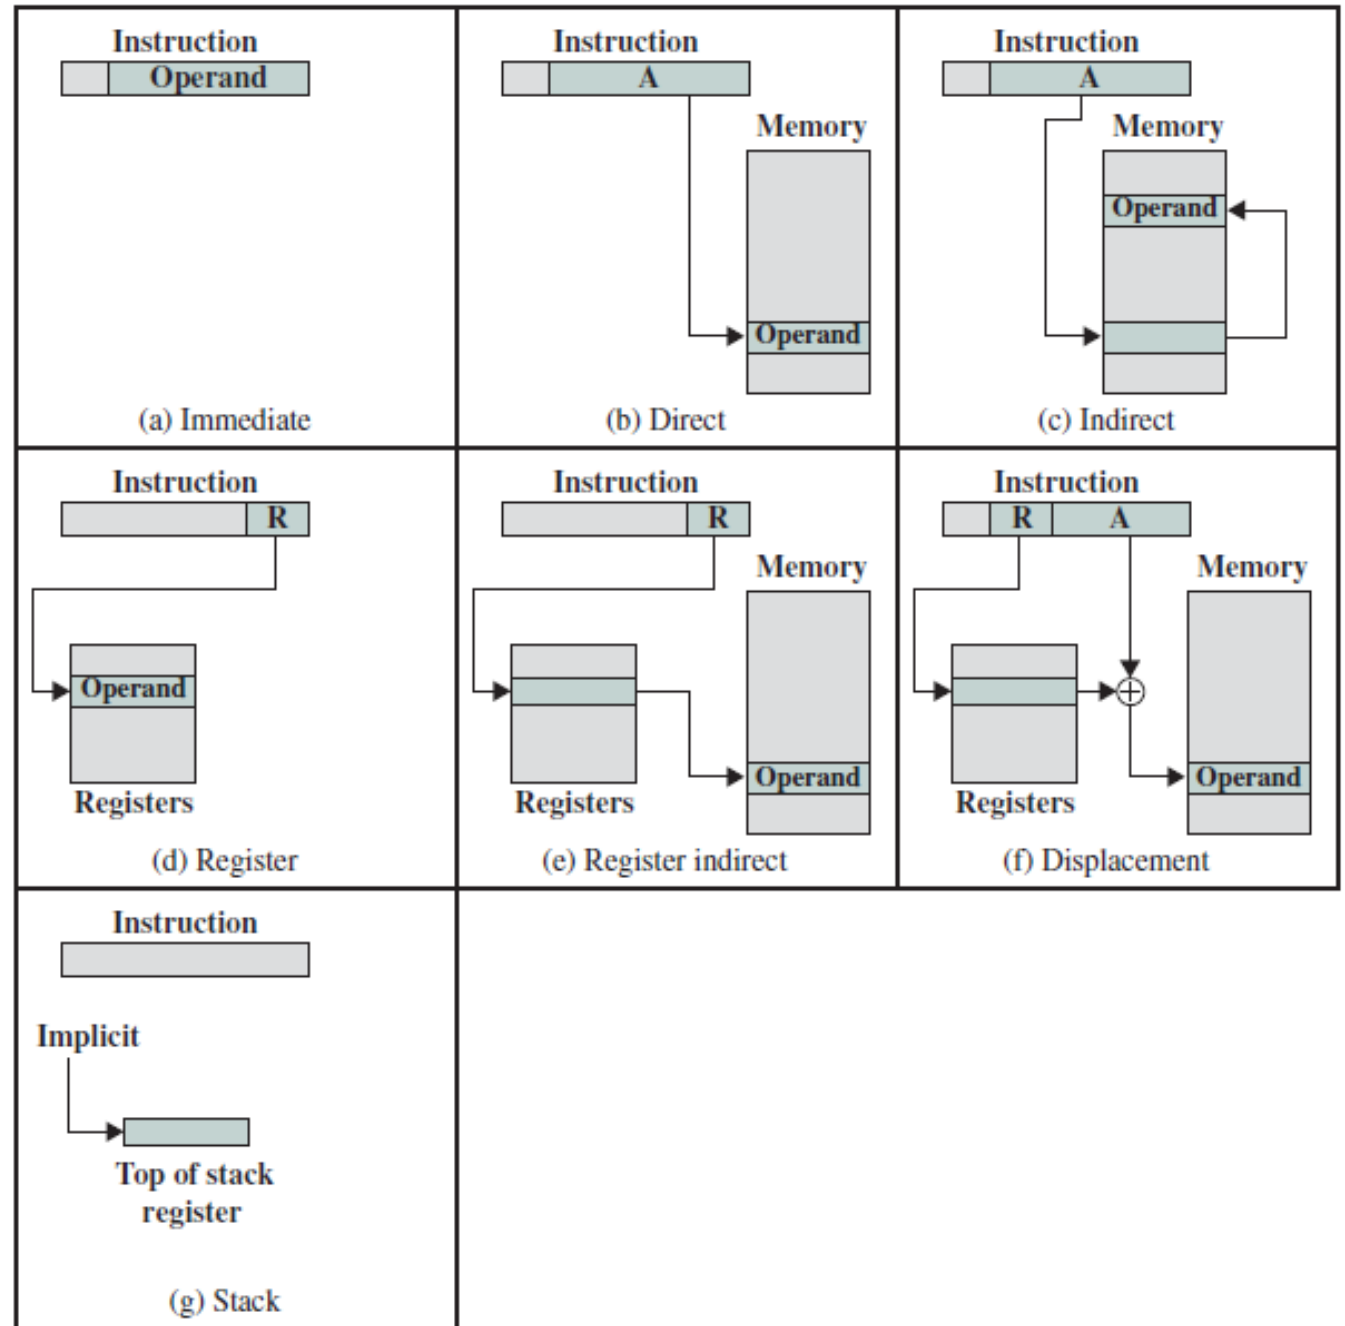 Instruction
Operand
(a) Immediate
Instruction
A
Memory
Operand
(b) Direct
Instruction
A
Memory
Operand
(c) Indirect
Instruction
R
Operand
Registers
(d) Register
Instruction
R
Memory
Operand
Registers
(e) Register indirect
Instruction
R A
Memory
Operand
Registers
(f) Displacement
Instruction
Implicit
Top of stack
register
(g) Stack